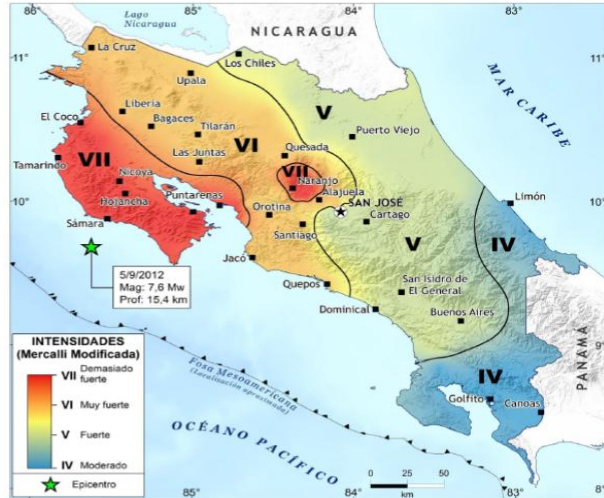 86°
85°
84°
83°
Lago
Nicaragua
NICARAGUA
MAR CARIBE
11°
11°
La Cruz
Los Chiles
Upala
Liberia
Bagaces
El Coco
Tilarán
Las Juntas
V
Puerto Viejo
VI
Quesada
VII
Tamarindo
Nicoya
Hojancha
Puntarenas
VII
Naranjo
Alajuela
SAN JOSÉ
Cartago
Limón
10°
10°
Orotina
Santiago
Sámara
V
IV
5/9/2012
Mag: 7,6 Mw
Prof: 15,4 km
Jacó
Quepos
San Isidro de
El General
Dominical
Buenos Aires
PANAMÁ
INTENSIDADES
(Mercalli Modificada)
VII Demasiado
fuerte
VI Muy fuerte
V Fuerte
IV Moderado
Epicentro
Fosa Mesoamericana
(Localización aproximada)
9°
IV
Golfito
Canoas
OCÉANO PACÍFICO
0 25 50
km
86°
85°
84°
83°